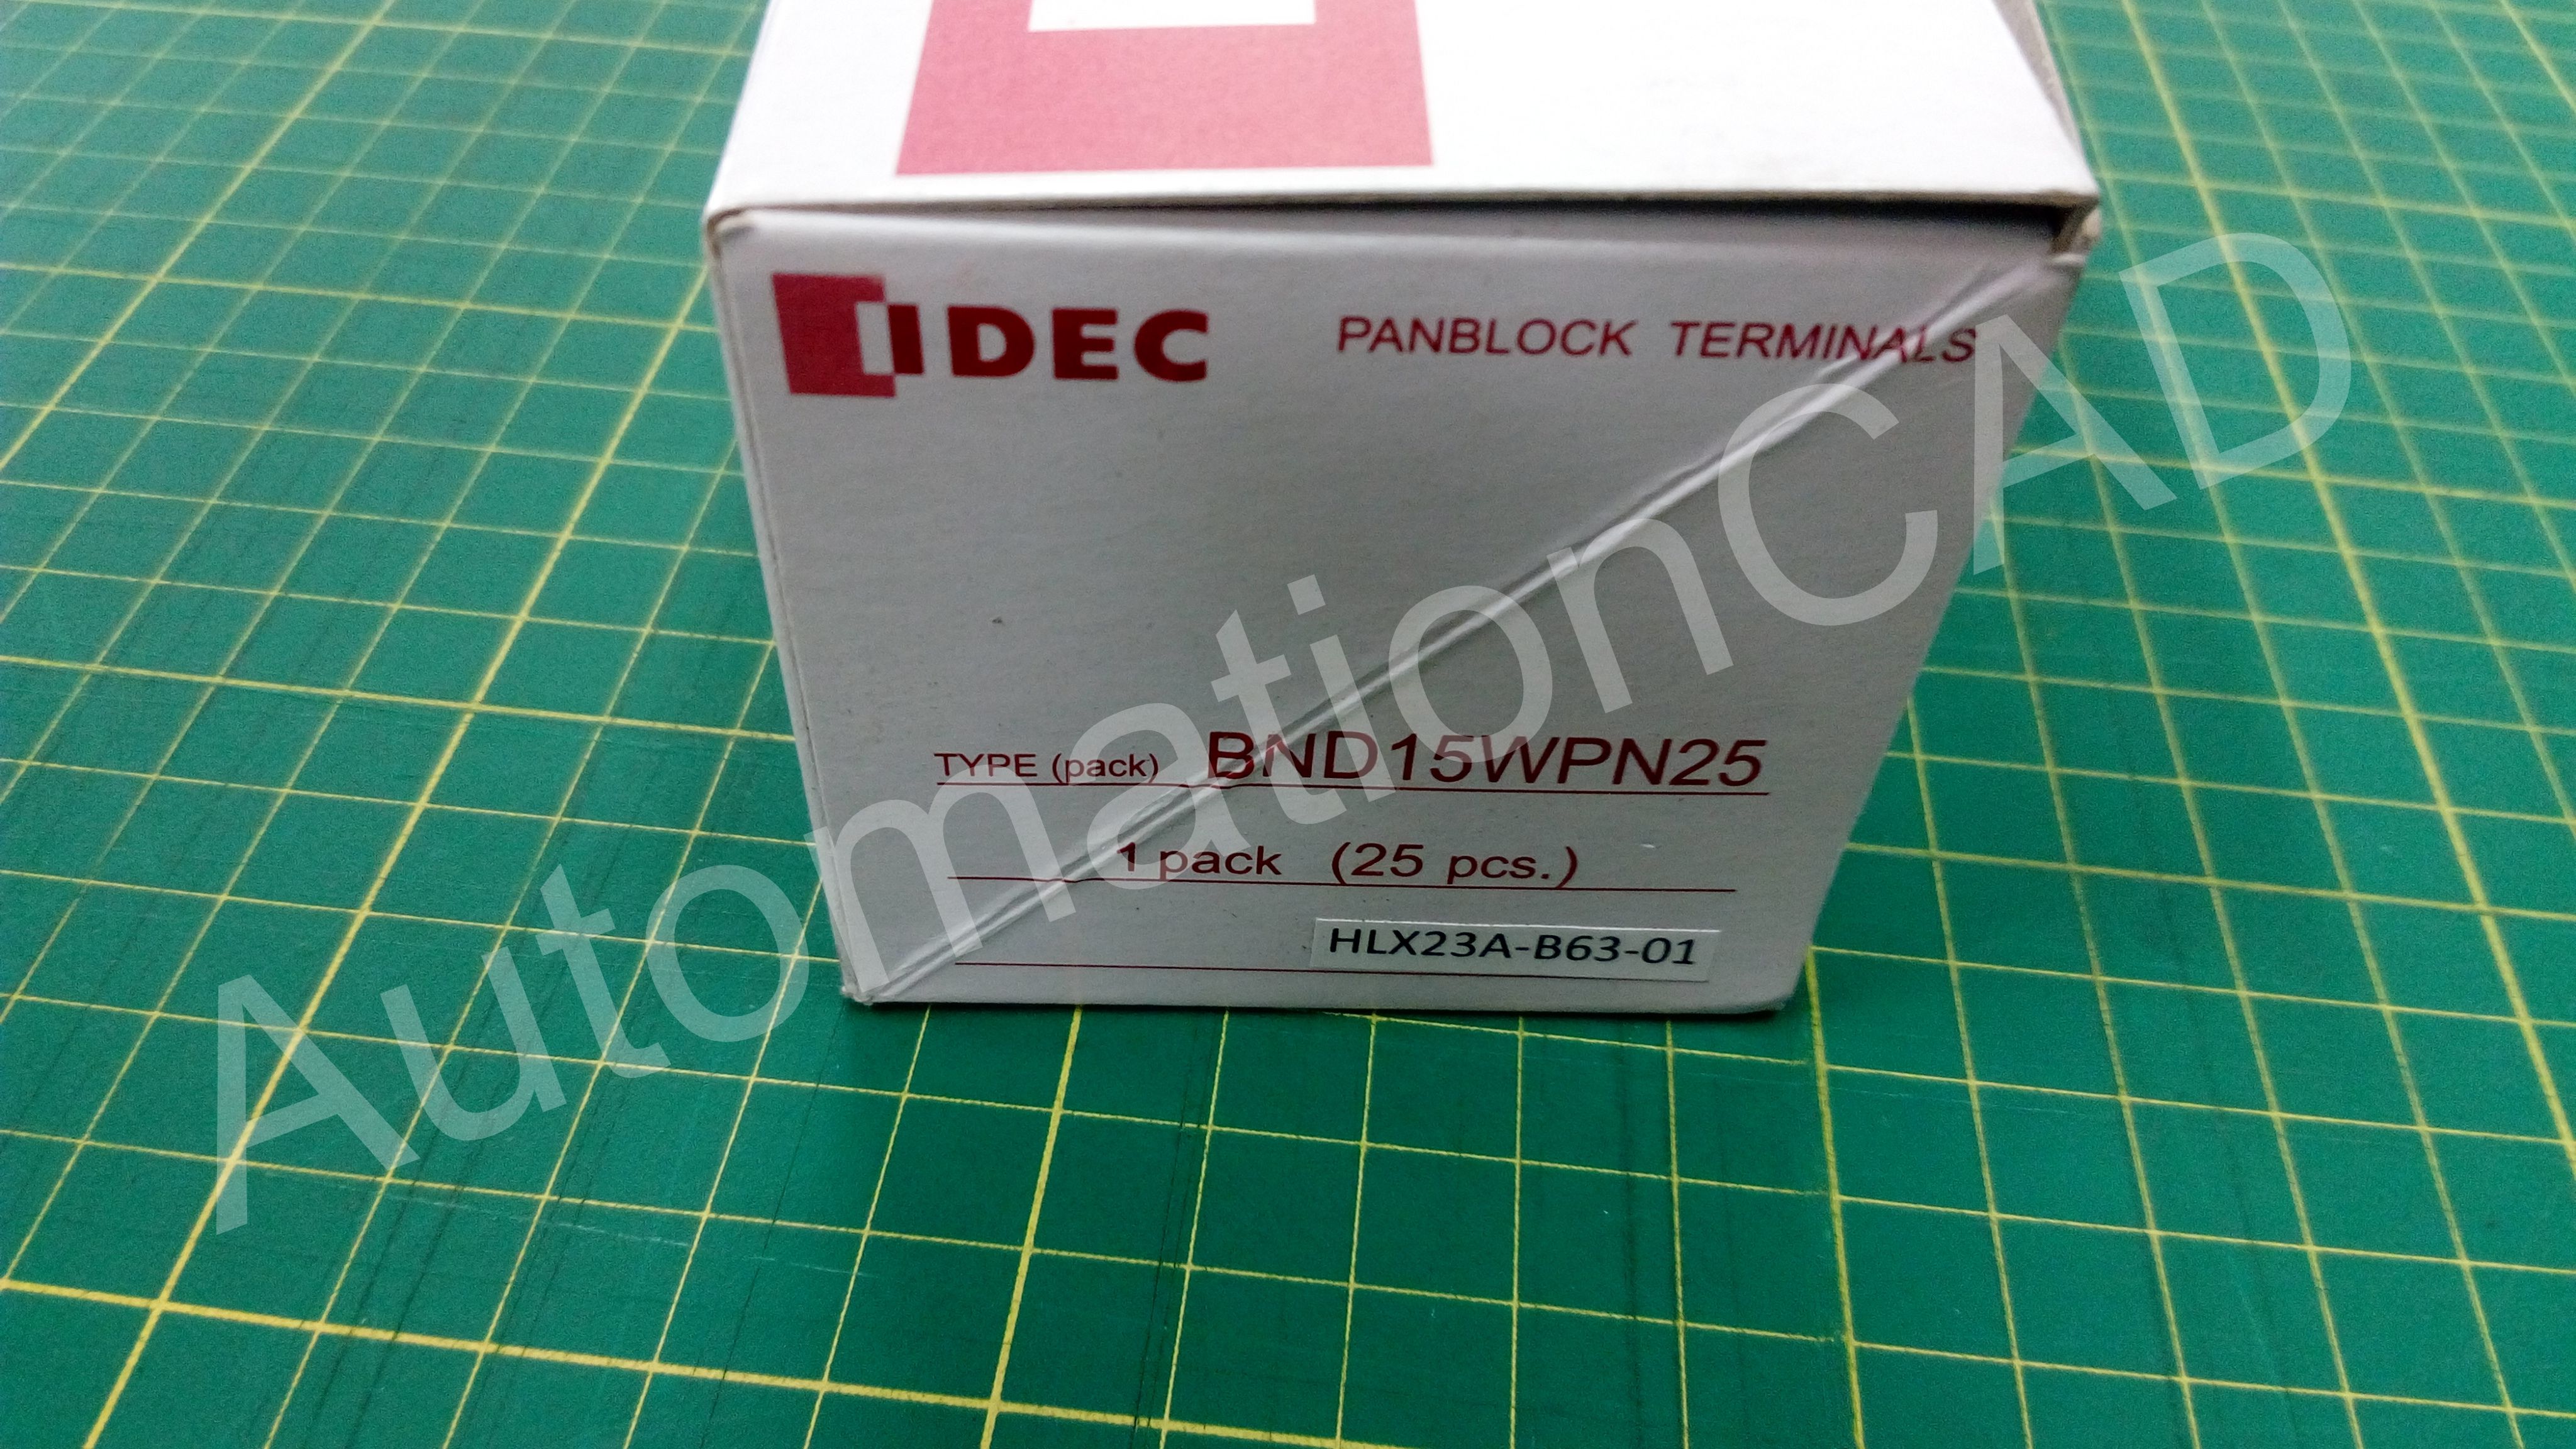 IDEC PANBLOCK TERMINALS
TYPE (pack) BND15WPN25
1 pack (25 pcs.)
HLX23A-B63-01
AutomationCAD